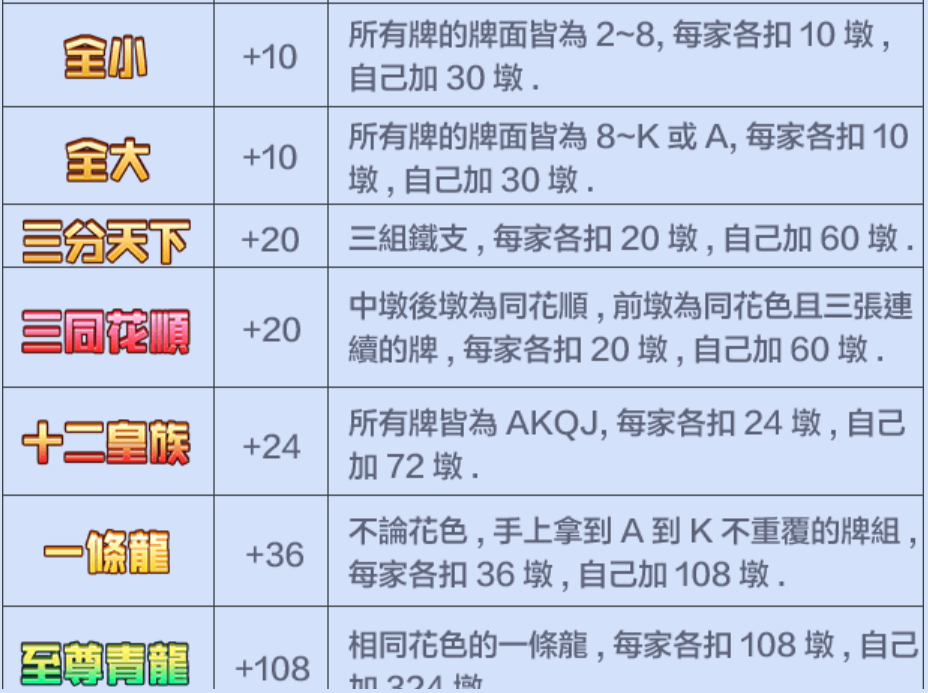 全小
+10
所有牌的牌面皆為 2~8, 每家各扣 10 墩 ,
自己加 30 墩 .
全大
+10
所有牌的牌面皆為 8~K 或 A, 每家各扣 10
墩 , 自己加 30 墩 .
三分天下
+20
三組鐵支 , 每家各扣 20 墩 , 自己加 60 墩 .
三同花順
+20
中墩後墩為同花順 , 前墩為同花色且三張連
續的牌 , 每家各扣 20 墩 , 自己加 60 墩 .
十二皇族
+24
所有牌皆為 AKQJ, 每家各扣 24 墩 , 自己
加 72 墩 .
一條龍
+36
不論花色 , 手上拿到 A 到 K 不重覆的牌組 ,
每家各扣 36 墩 , 自己加 108 墩 .
至尊青龍
+108
相同花色的一條龍 , 每家各扣 108 墩 , 自己
加 324 墩